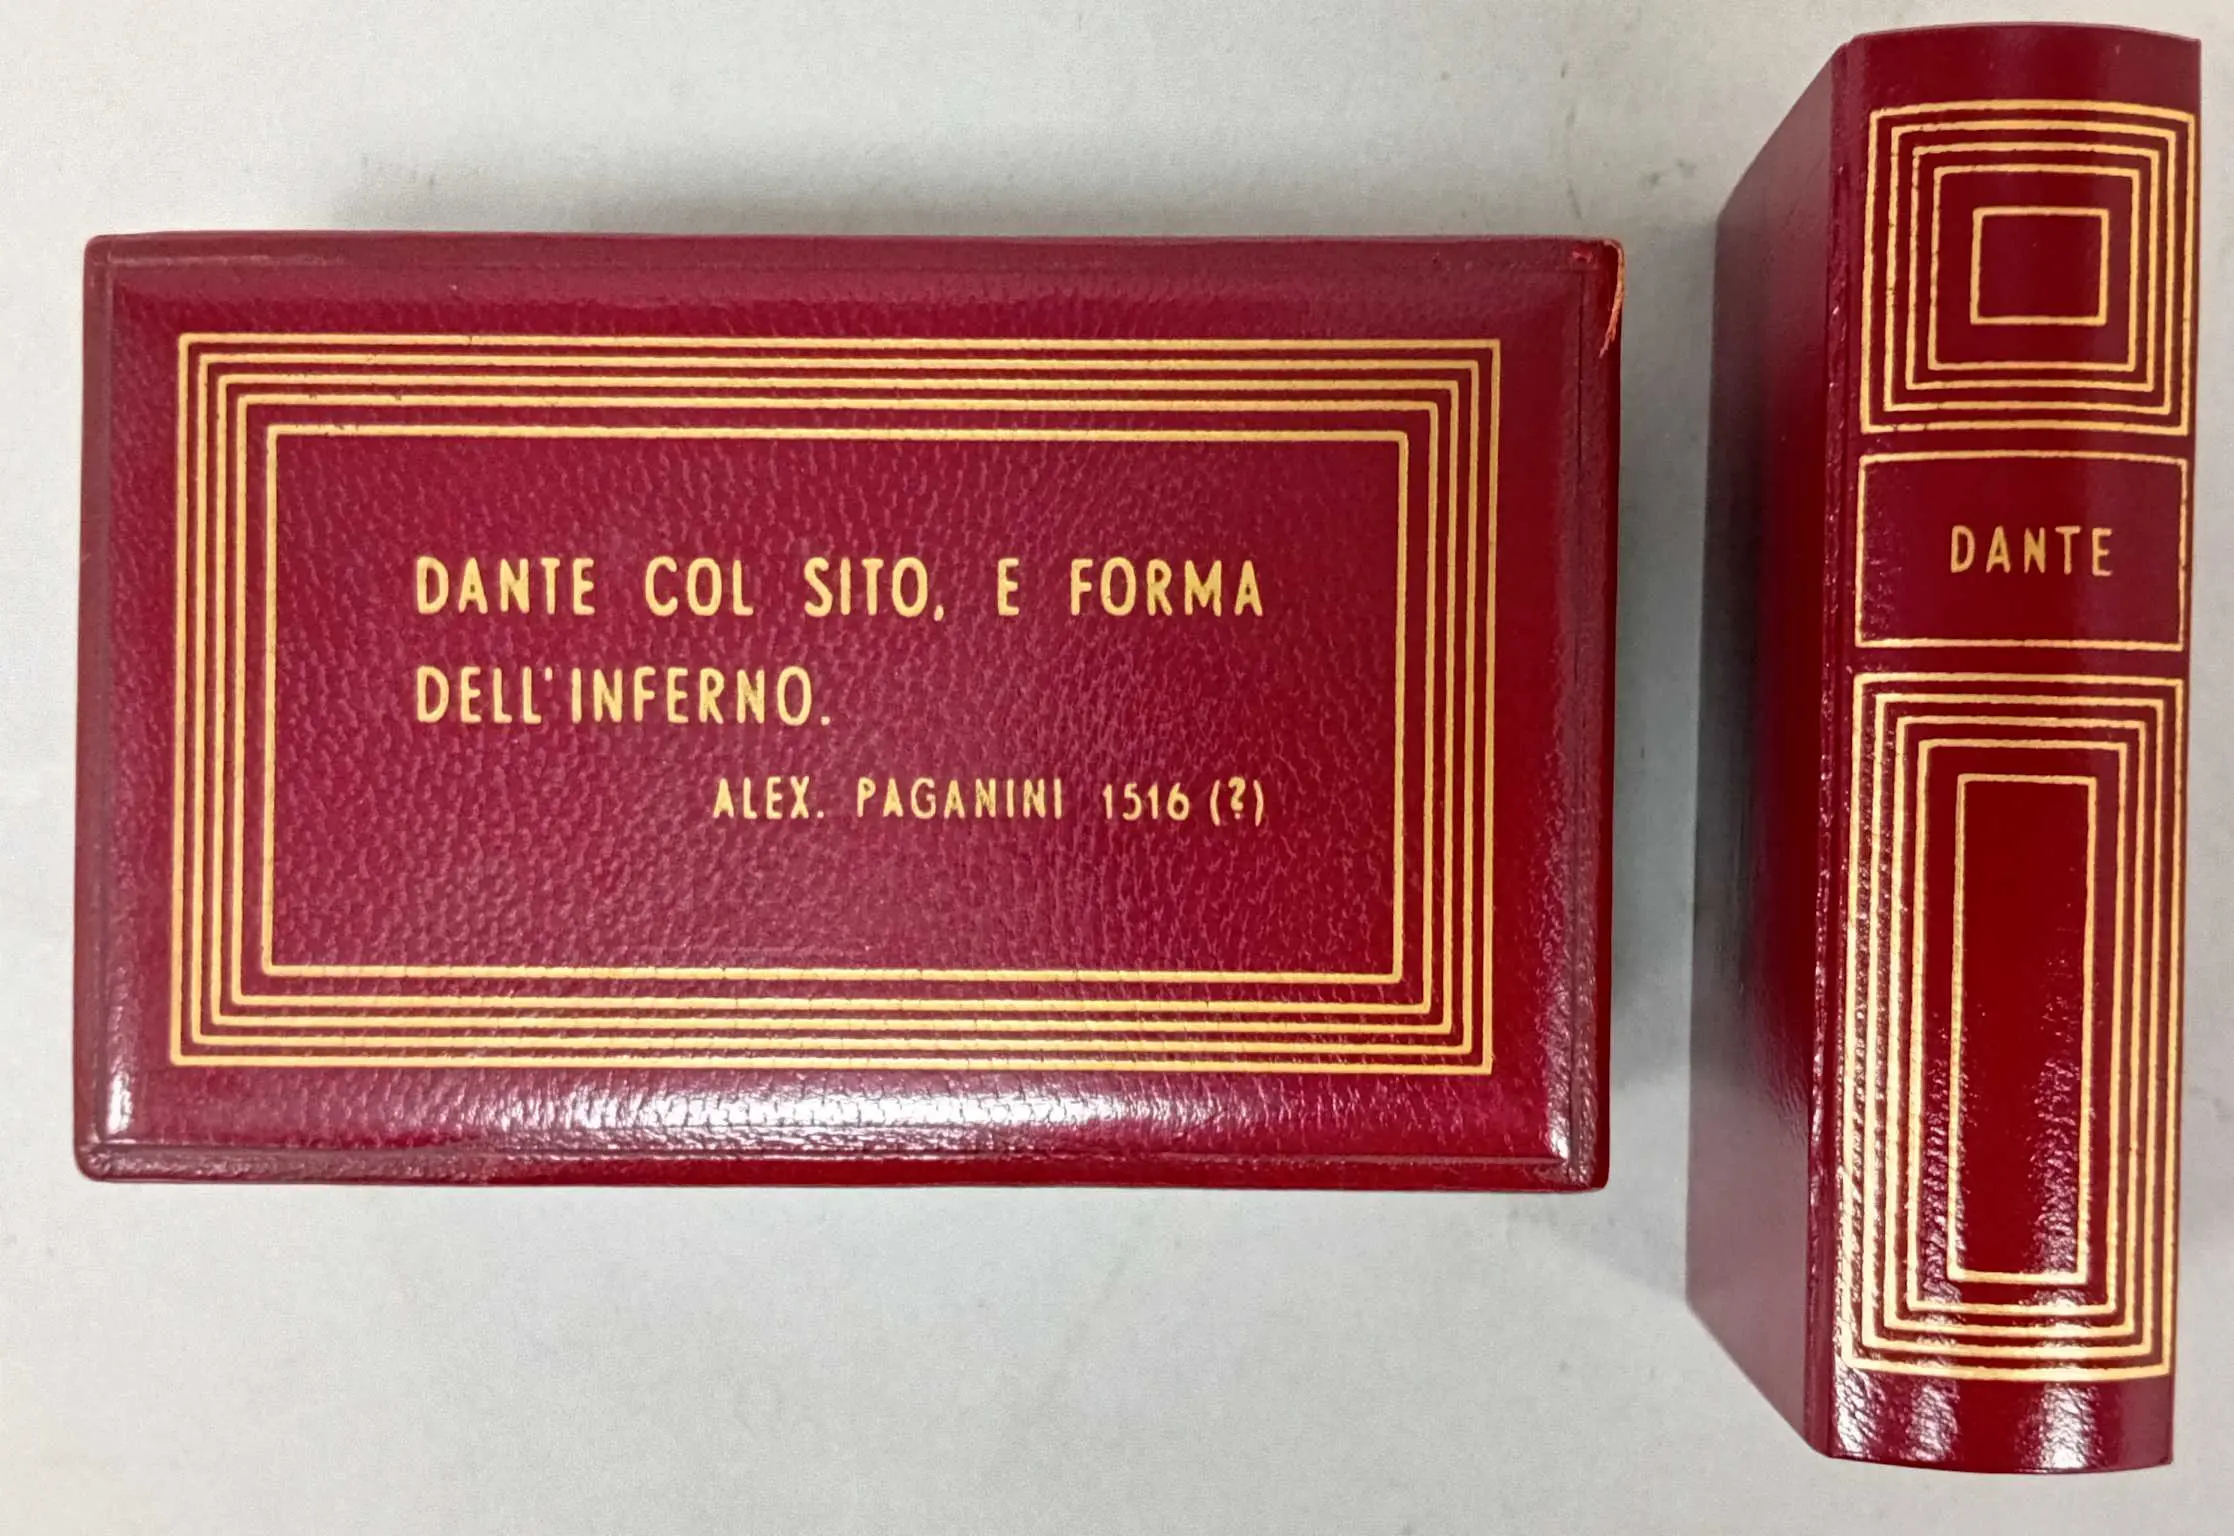 DANTE COL SITO, E FORMA
DELL'INFERNO.
ALEX. PAGANINI 1516 (?)
DANTE